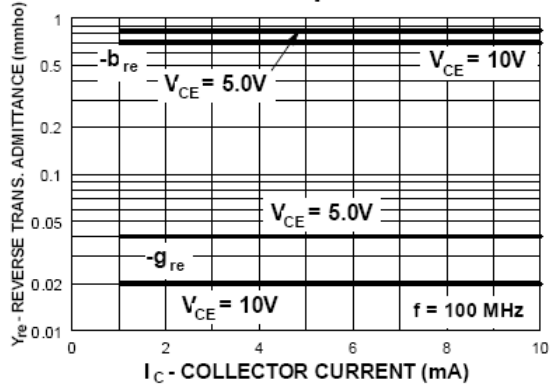 Y re - REVERSE TRANS. ADMITTANCE (mmho)
1
0.5
0.2
0.1
0.05
0.02
0.01
-b re
V CE = 5.0V
V CE = 10V
V CE = 5.0V
-g re
V CE = 10V
f = 100 MHz
0 2 4 6 8 10
I C - COLLECTOR CURRENT (mA)